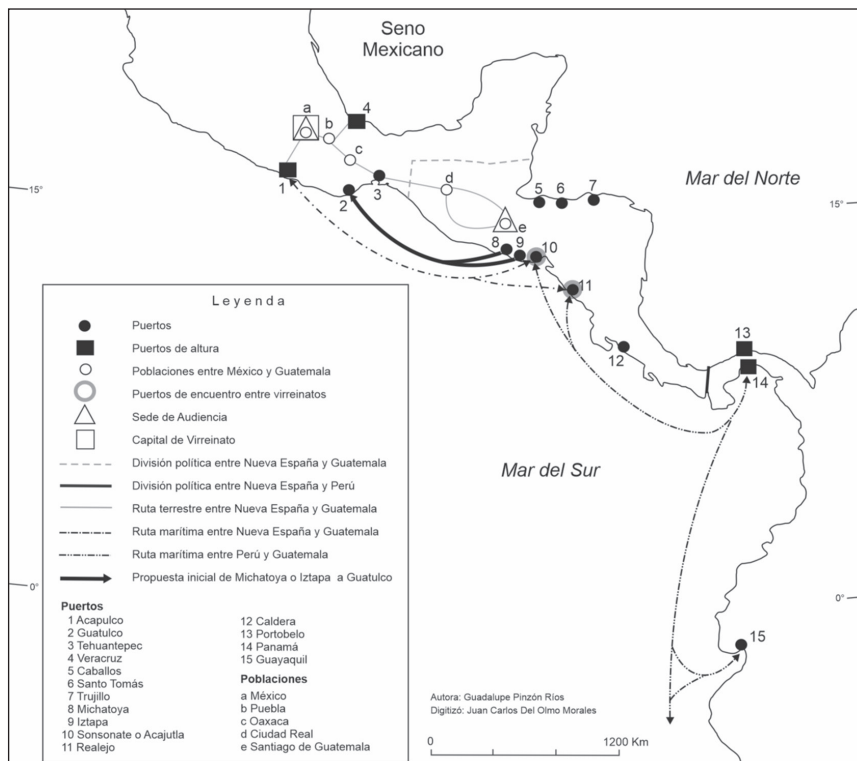 Seno
Mexicano
4
a
b
c
d
e
1
2
3
5
6
7
8
9
10
11
12
13
14
15
15°
15°
Mar del Norte
Mar del Sur
0°
0°
Leyenda
Puertos
Puertos de altura
Poblaciones entre México y Guatemala
Puertos de encuentro entre virreinatos
Sede de Audiencia
Capital de Virreinato
División política entre Nueva España y Guatemala
División política entre Nueva España y Perú
Ruta terrestre entre Nueva España y Guatemala
Ruta marítima entre Nueva España y Guatemala
Ruta marítima entre Perú y Guatemala
Propuesta inicial de Michatoya o Iztapa a Guatulco
Puertos
1 Acapulco
2 Guatulco
3 Tehuantepec
4 Veracruz
5 Caballos
6 Santo Tomás
7 Trujillo
8 Michatoya
9 Iztapa
10 Sonsonate o Acajutla
11 Realejo
12 Caldera
13 Portobelo
14 Panamá
15 Guayaquil
Poblaciones
a México
b Puebla
c Oaxaca
d Ciudad Real
e Santiago de Guatemala
Autora: Guadalupe Pinzón Ríos
Digitizó: Juan Carlos Del Olmo Morales
0 1200 Km